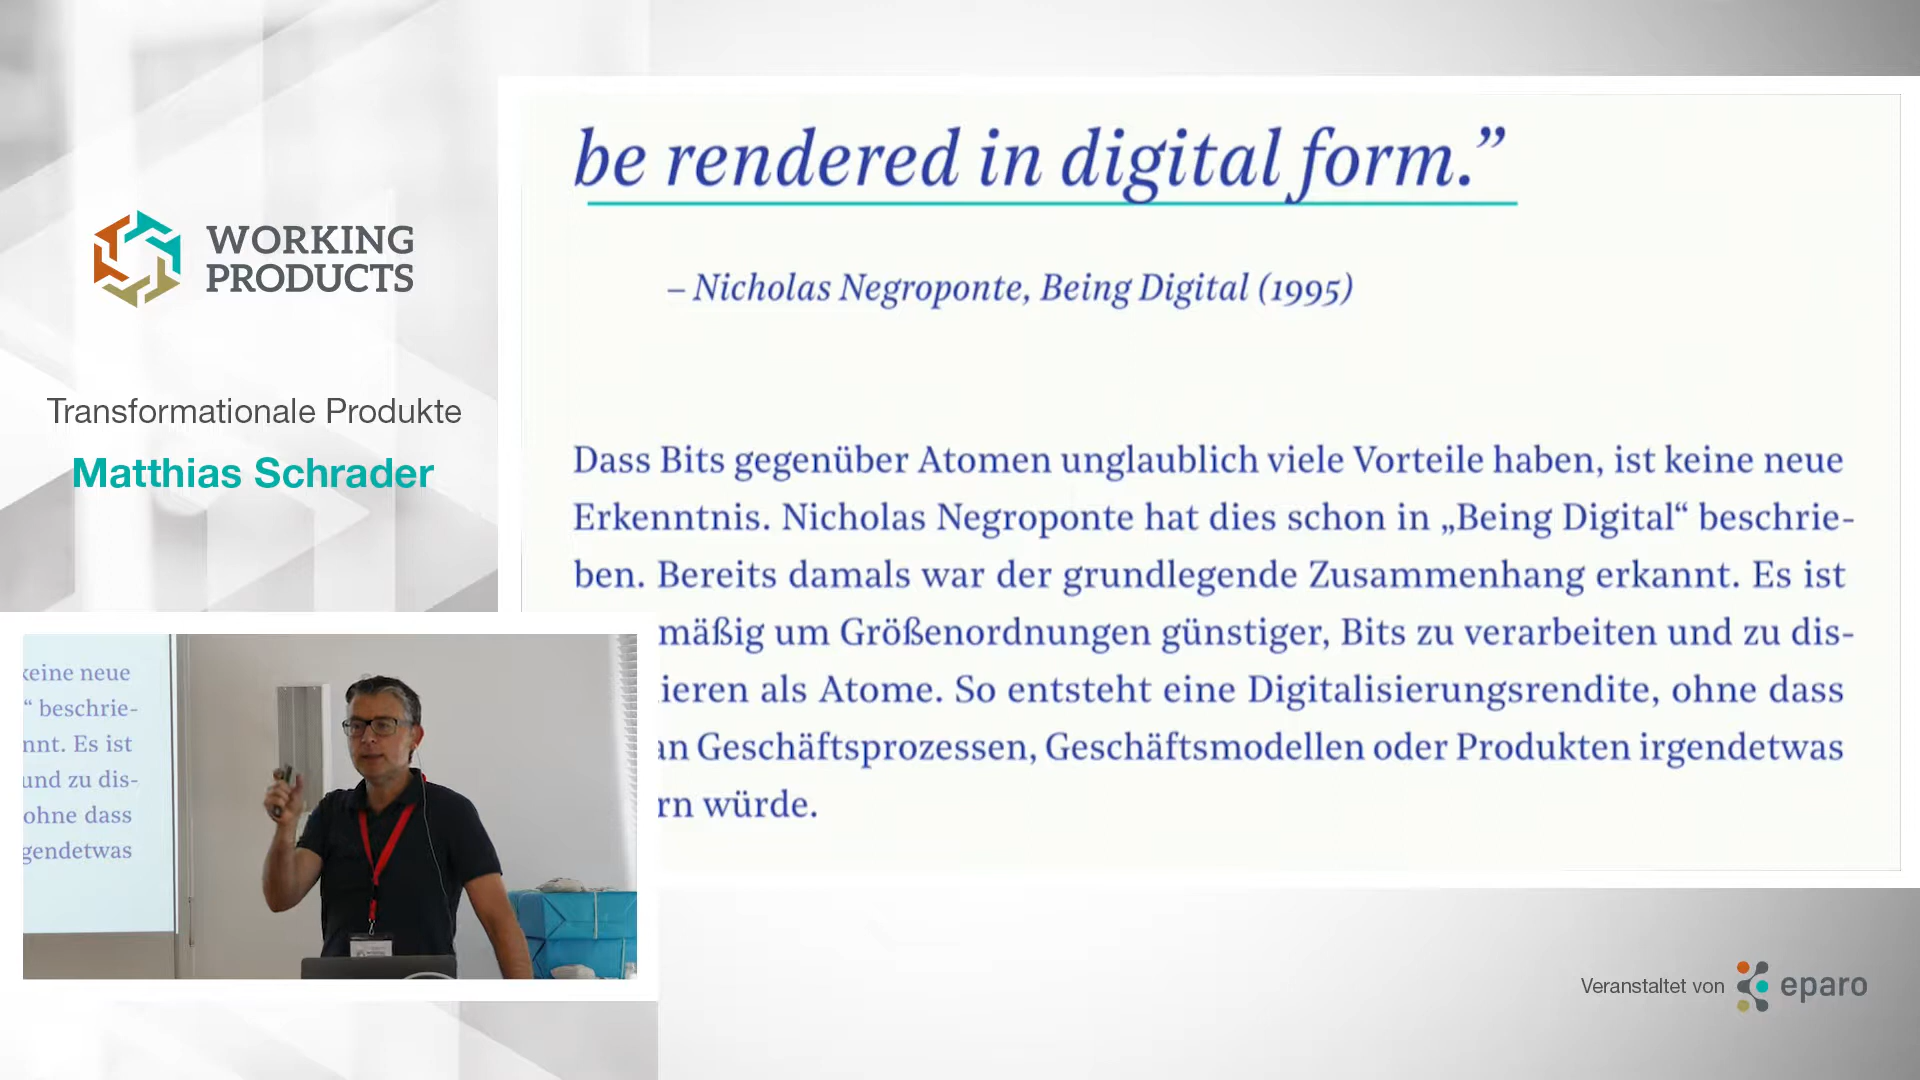 be rendered in digital form.”
– Nicholas Negroponte, Being Digital (1995)
WORKING
PRODUCTS
Transformationale Produkte
Matthias Schrader
Dass Bits gegenüber Atomen unglaublich viele Vorteile haben, ist keine neue
Erkenntnis. Nicholas Negroponte hat dies schon in „Being Digital“ beschrie-
ben. Bereits damals war der grundlegende Zusammenhang erkannt. Es ist
mäßig um Größenordnungen günstiger, Bits zu verarbeiten und zu dis-
ieren als Atome. So entsteht eine Digitalisierungsrendite, ohne dass
an Geschäftsprozessen, Geschäftsmodellen oder Produkten irgendetwas
rn würde.
keine neue
“ beschrie-
nnt. Es ist
und zu dis-
ohne dass
gendetwas
Veranstaltet von eparo